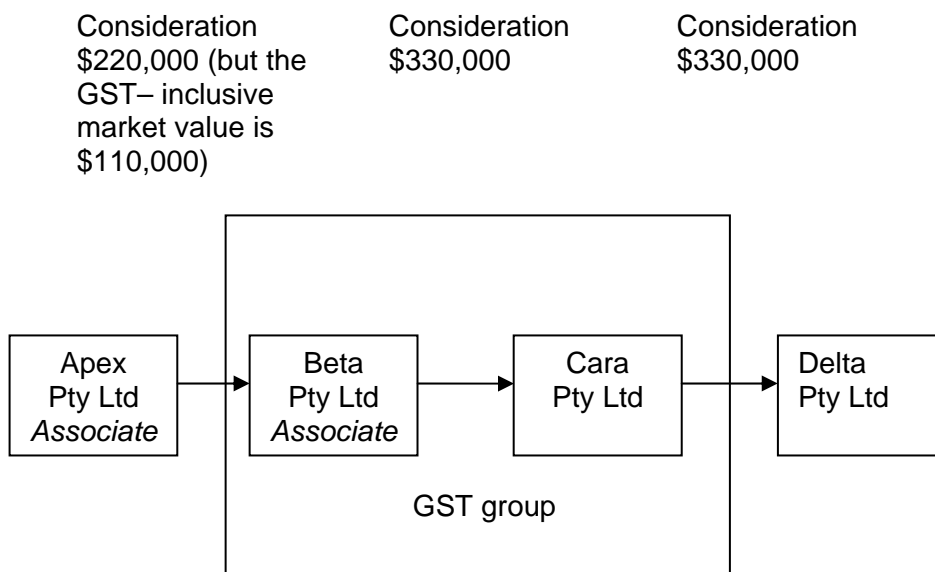 Consideration
$220,000 (but the
GST– inclusive
market value is
$110,000)
Consideration
$330,000
Consideration
$330,000
Apex
Pty Ltd
Associate
Beta
Pty Ltd
Associate
Cara
Pty Ltd
Delta
Pty Ltd
GST group